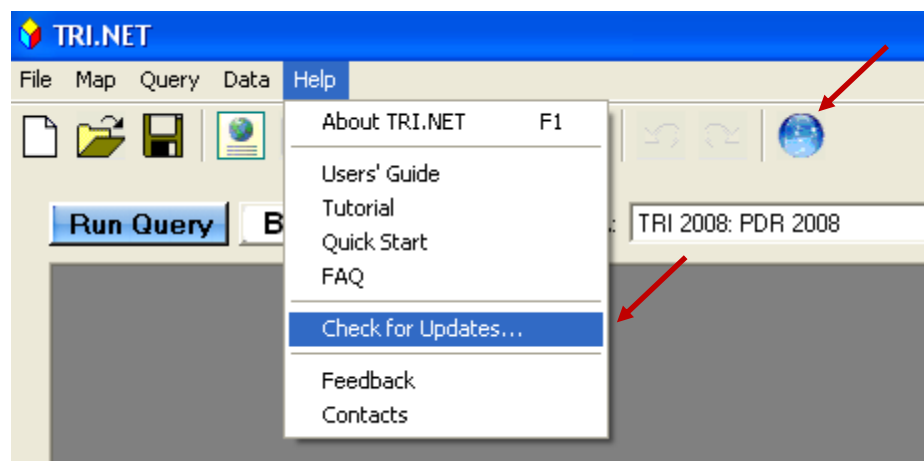 TRI.NET
File Map Query Data Help
About TRI.NET F1
Users' Guide
Tutorial
Run Query B : TRI 2008: PDR 2008
Quick Start
FAQ
Check for Updates...
Feedback
Contacts